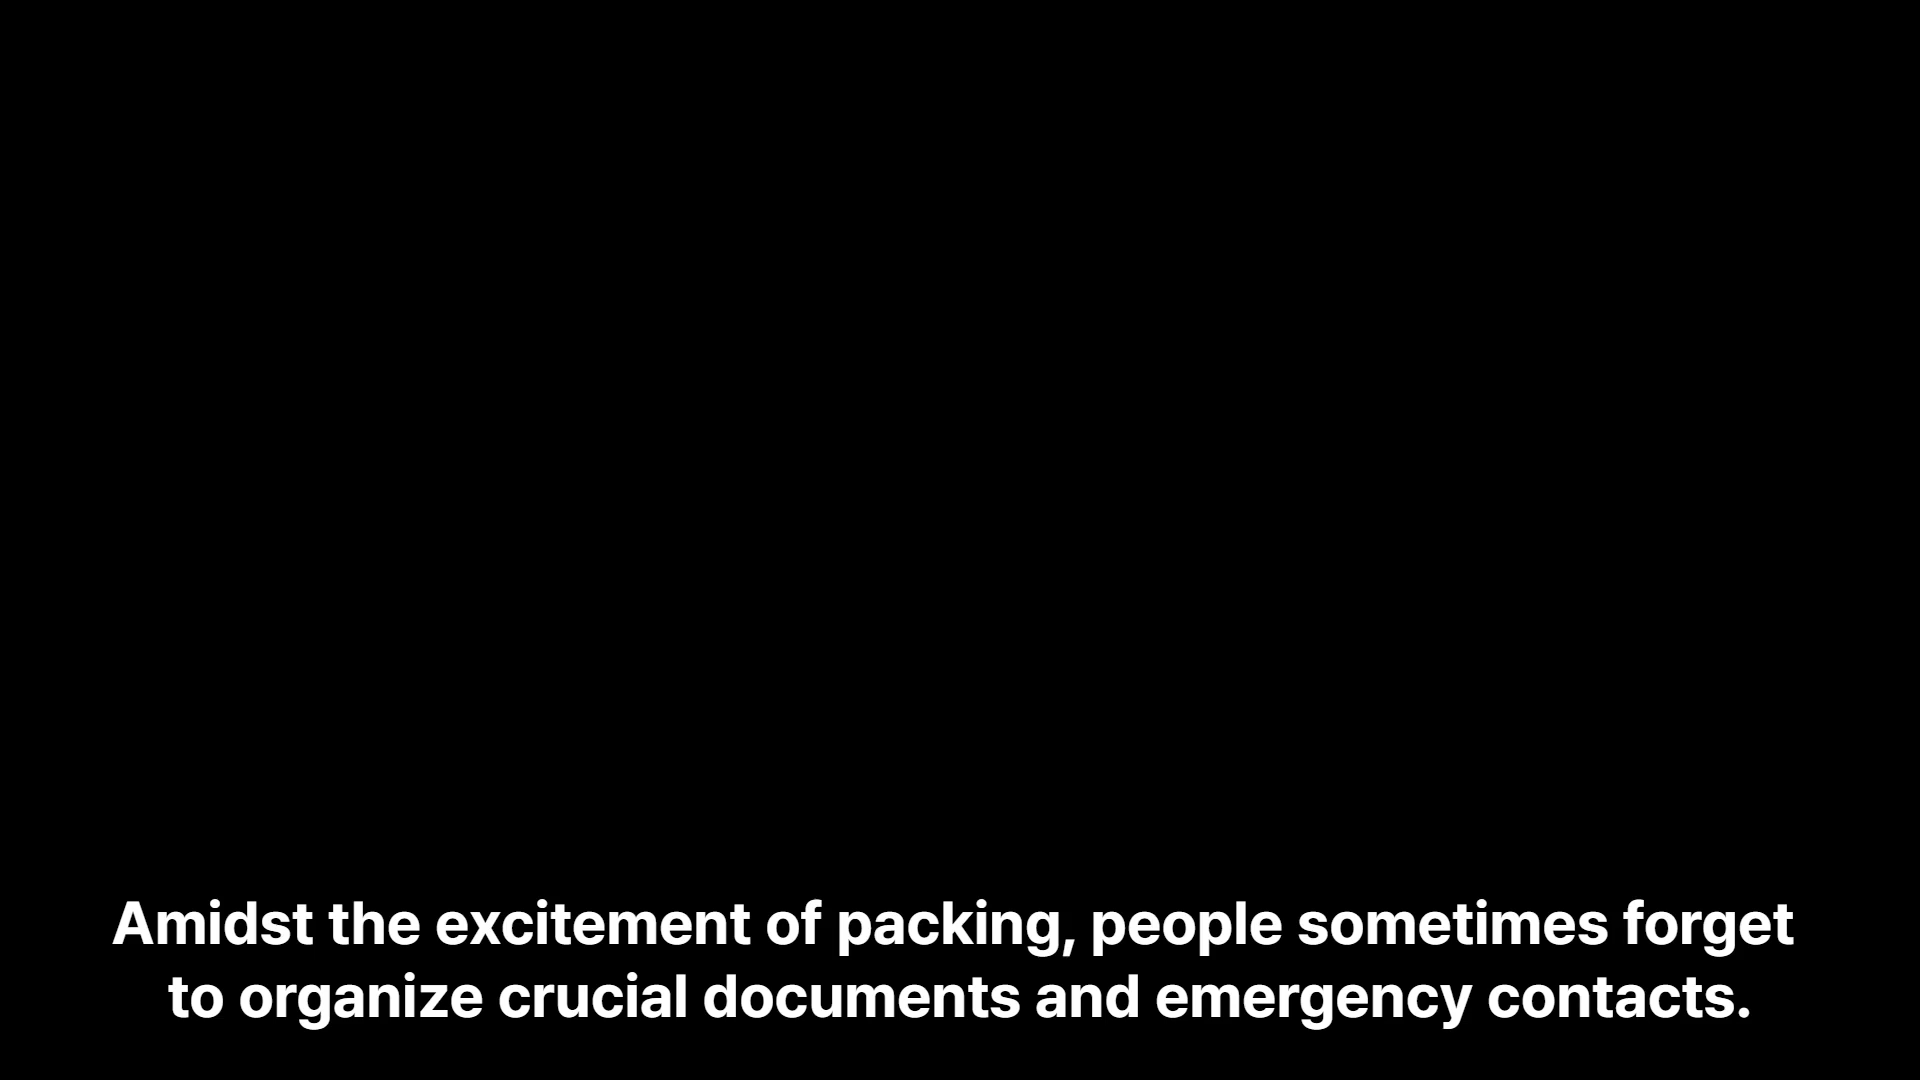 Amidst the excitement of packing, people sometimes forget
to organize crucial documents and emergency contacts.